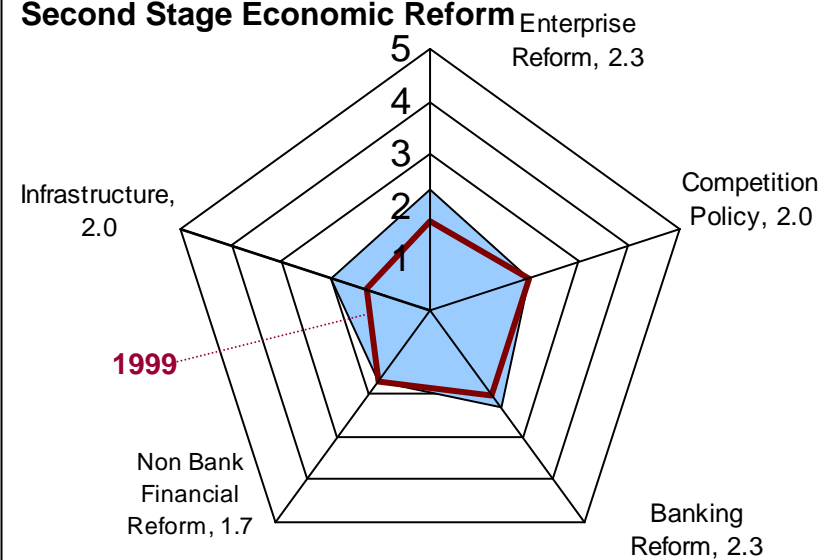 Second Stage Economic Reform
Enterprise
Reform, 2.3
5
4
3
2
1
Competition
Policy, 2.0
Infrastructure,
2.0
1999
Non Bank
Financial
Reform, 1.7
Banking
Reform, 2.3